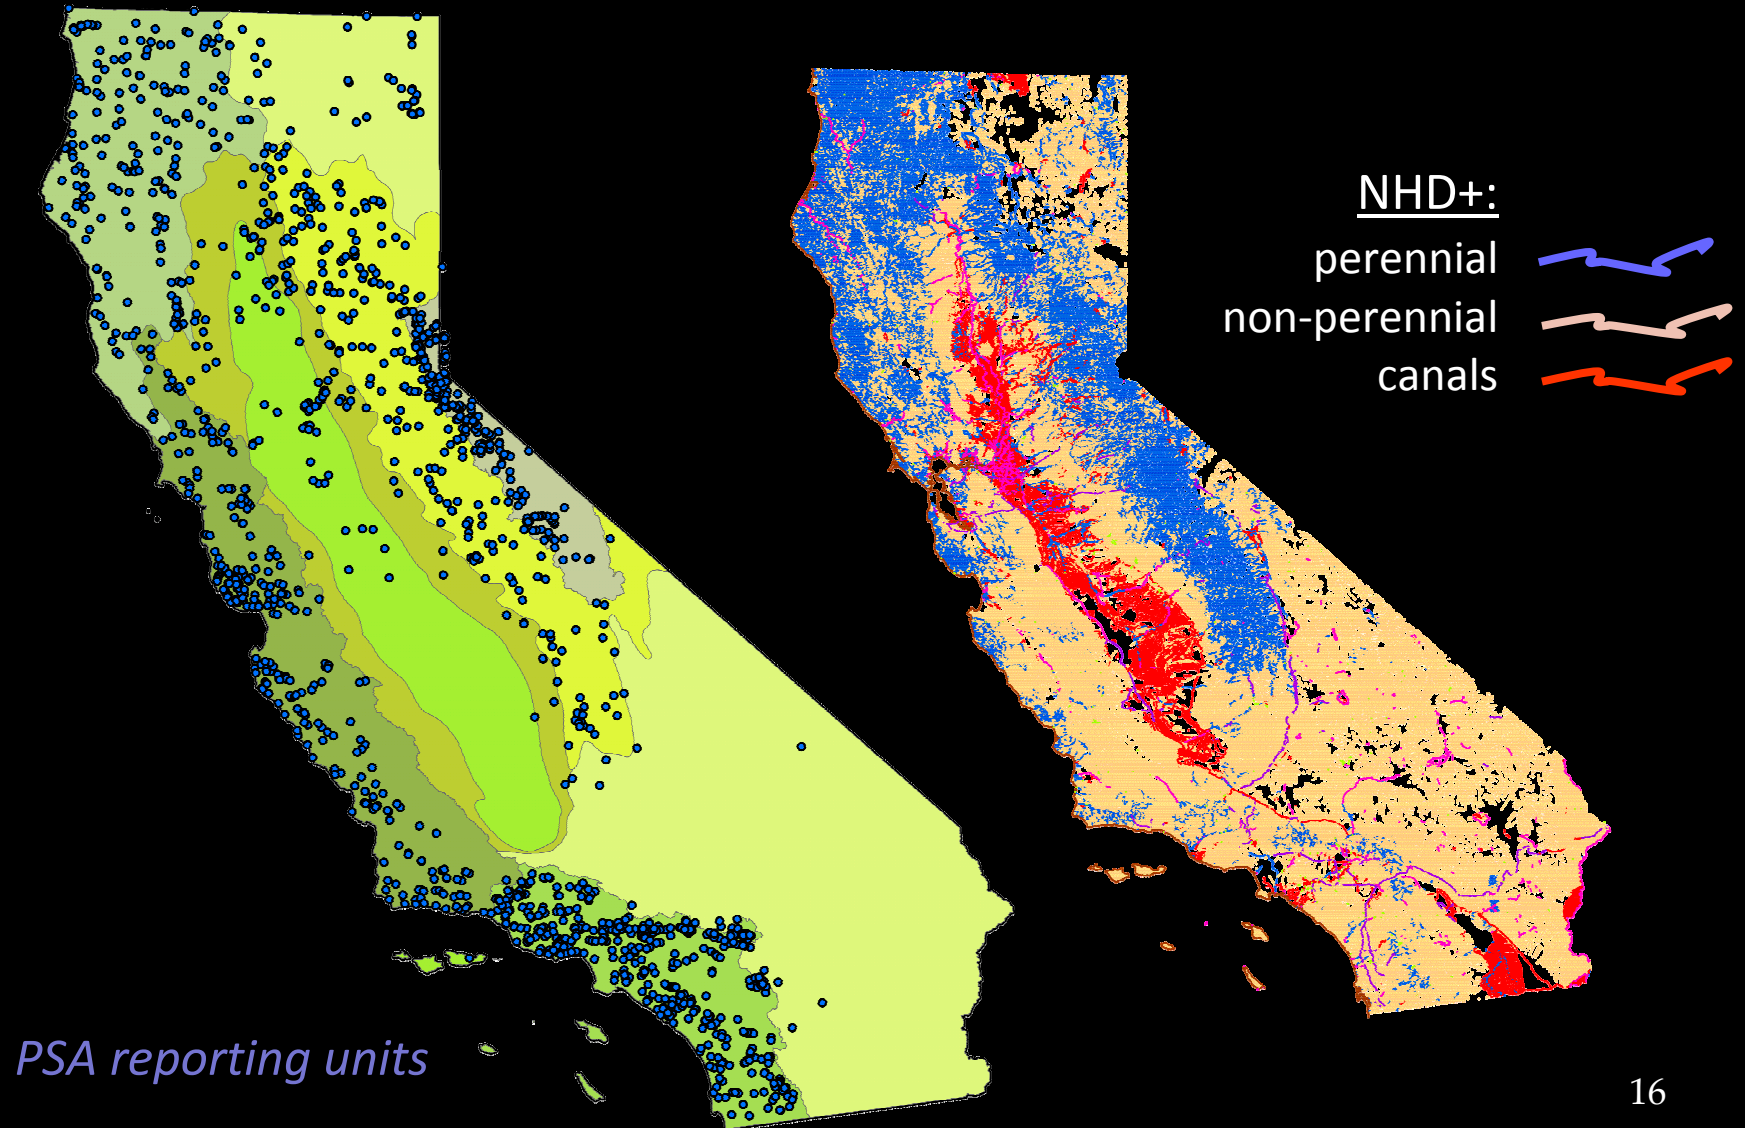 NHD+:
perennial
non-perennial
canals
PSA reporting units
16